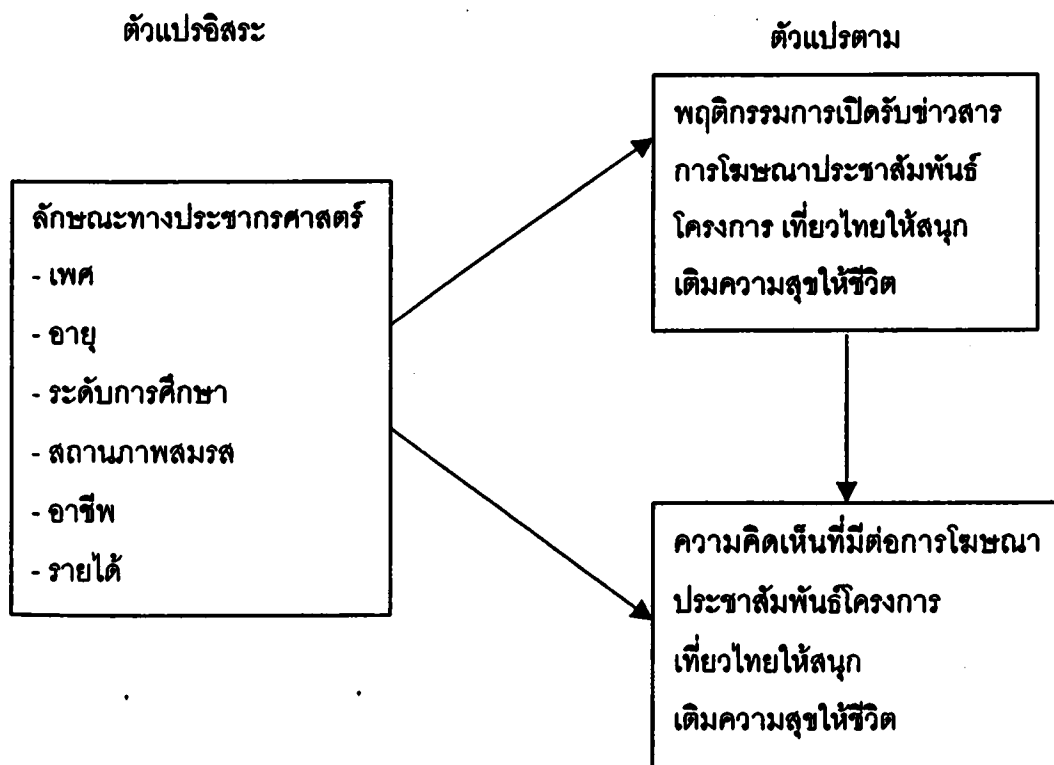 ตัวแปรอิสระ
ตัวแปรตาม
ลักษณะทางประชากรศาสตร์
- เพศ
- อายุ
- ระดับการศึกษา
- สถานภาพสมรส
- อาชีพ
- รายได้
พฤติกรรมการเปิดรับข่าวสาร
การโฆษณาประชาสัมพันธ์
โครงการ เที่ยวไทยให้สนุก
เติมความสุขให้ชีวิต
ความคิดเห็นที่มีต่อการโฆษณา
ประชาสัมพันธ์โครงการ
เที่ยวไทยให้สนุก
เติมความสุขให้ชีวิต